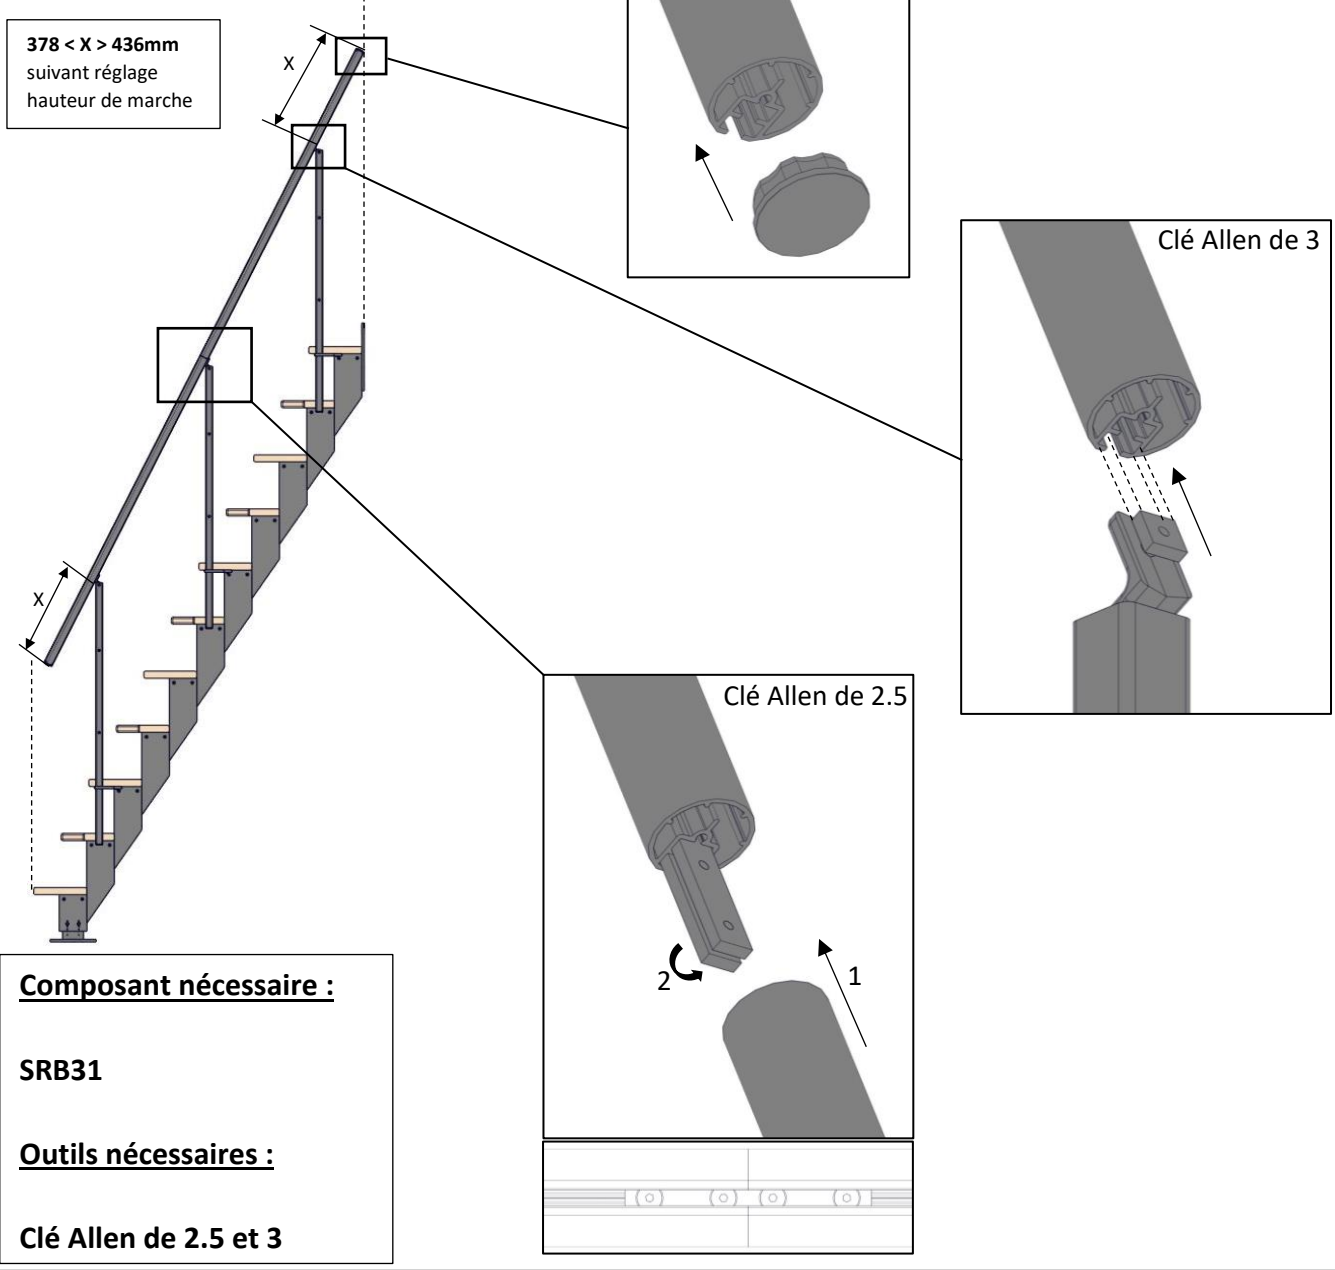 378 < X > 436mm
suivant réglage
hauteur de marche
X
Clé Allen de 3
X
Clé Allen de 2.5
2
1
Composant nécessaire :
SRB31
Outils nécessaires :
Clé Allen de 2.5 et 3